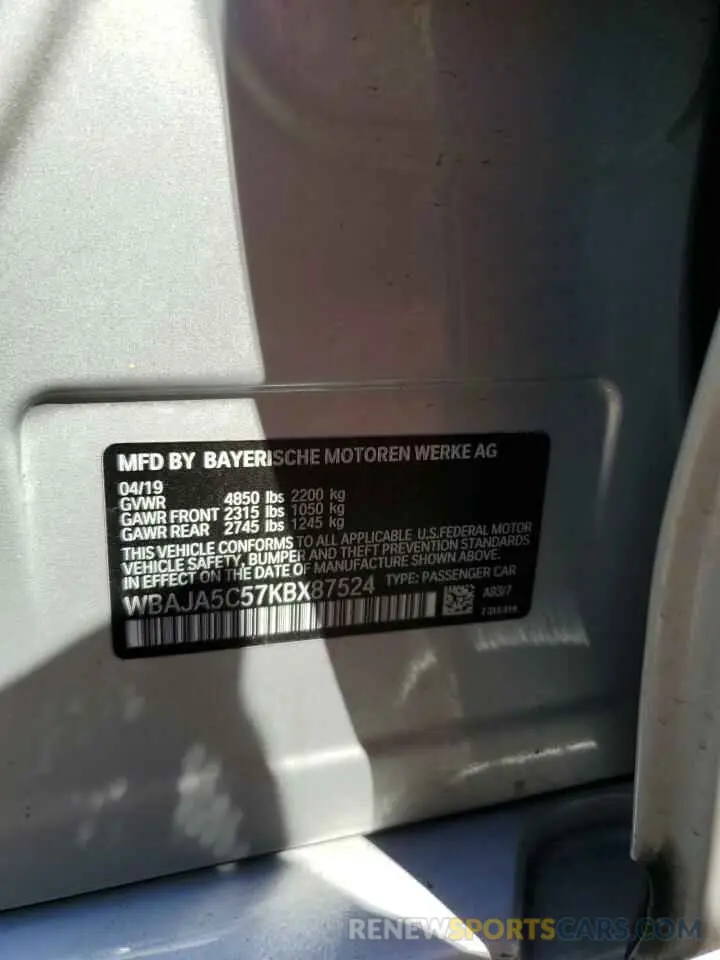 MFD BY BAYERISCHE MOTOREN WERKE AG
04/19
GVWR 4850 lbs 2200 kg
GAWR FRONT 2315 lbs 1050 kg
GAWR REAR 2745 lbs 1245 kg
THIS VEHICLE CONFORMS TO ALL APPLICABLE U.S.FEDERAL MOTOR
VEHICLE SAFETY, BUMPER AND THEFT PREVENTION STANDARDS
IN EFFECT ON THE DATE OF MANUFACTURE SHOWN ABOVE.
WBAJA5C57KBX87524 TYPE: PASSENGER CAR
RENEWSPORTSCARS.COM